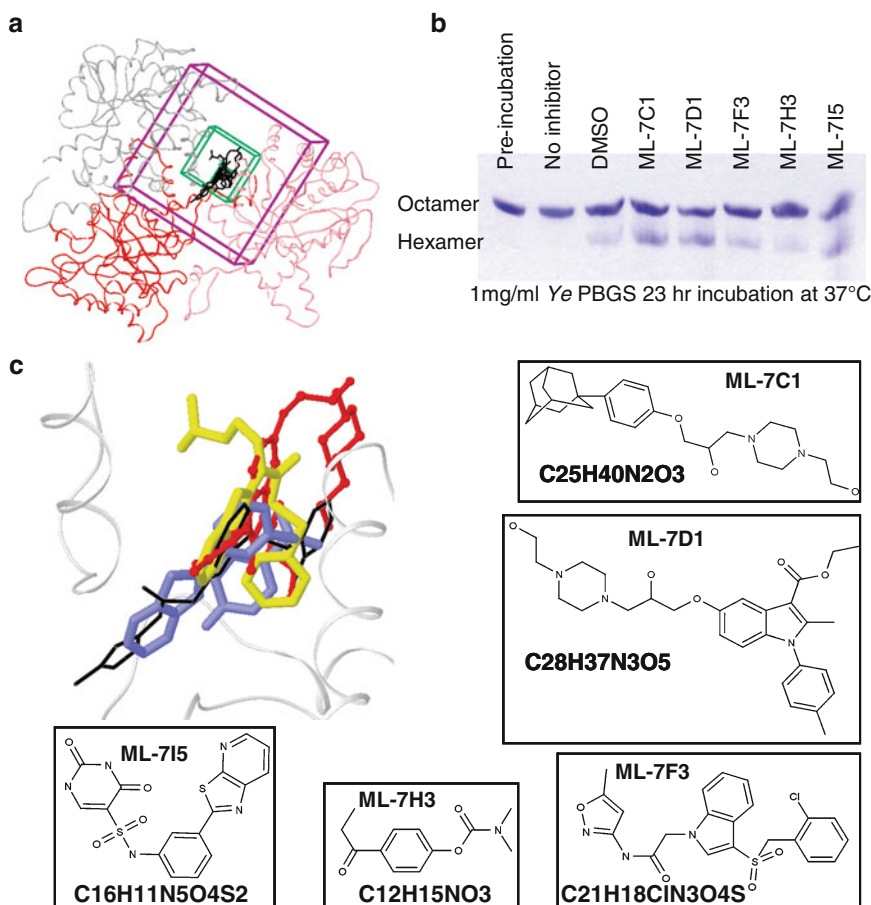 a
b
Pre-incubation
No inhibitor
DMSO
ML-7C1
ML-7D1
ML-7F3
ML-7H3
ML-7I5
Octamer
Hexamer
1mg/ml Ye PBGS 23 hr incubation at 37°C
c
ML-7C1
O
O
N
N
O
C25H40N2O3
ML-7D1
O
N
N
O
O
O
O
N
C28H37N3O5
ML-7I5
O
N
N
O
N
S
N
O
S
O
N
C16H11N5O4S2
ML-7H3
O
O
O
N
C12H15NO3
ML-7F3
O
N
N
O
N
S
O
O
Cl
C21H18ClN3O4S